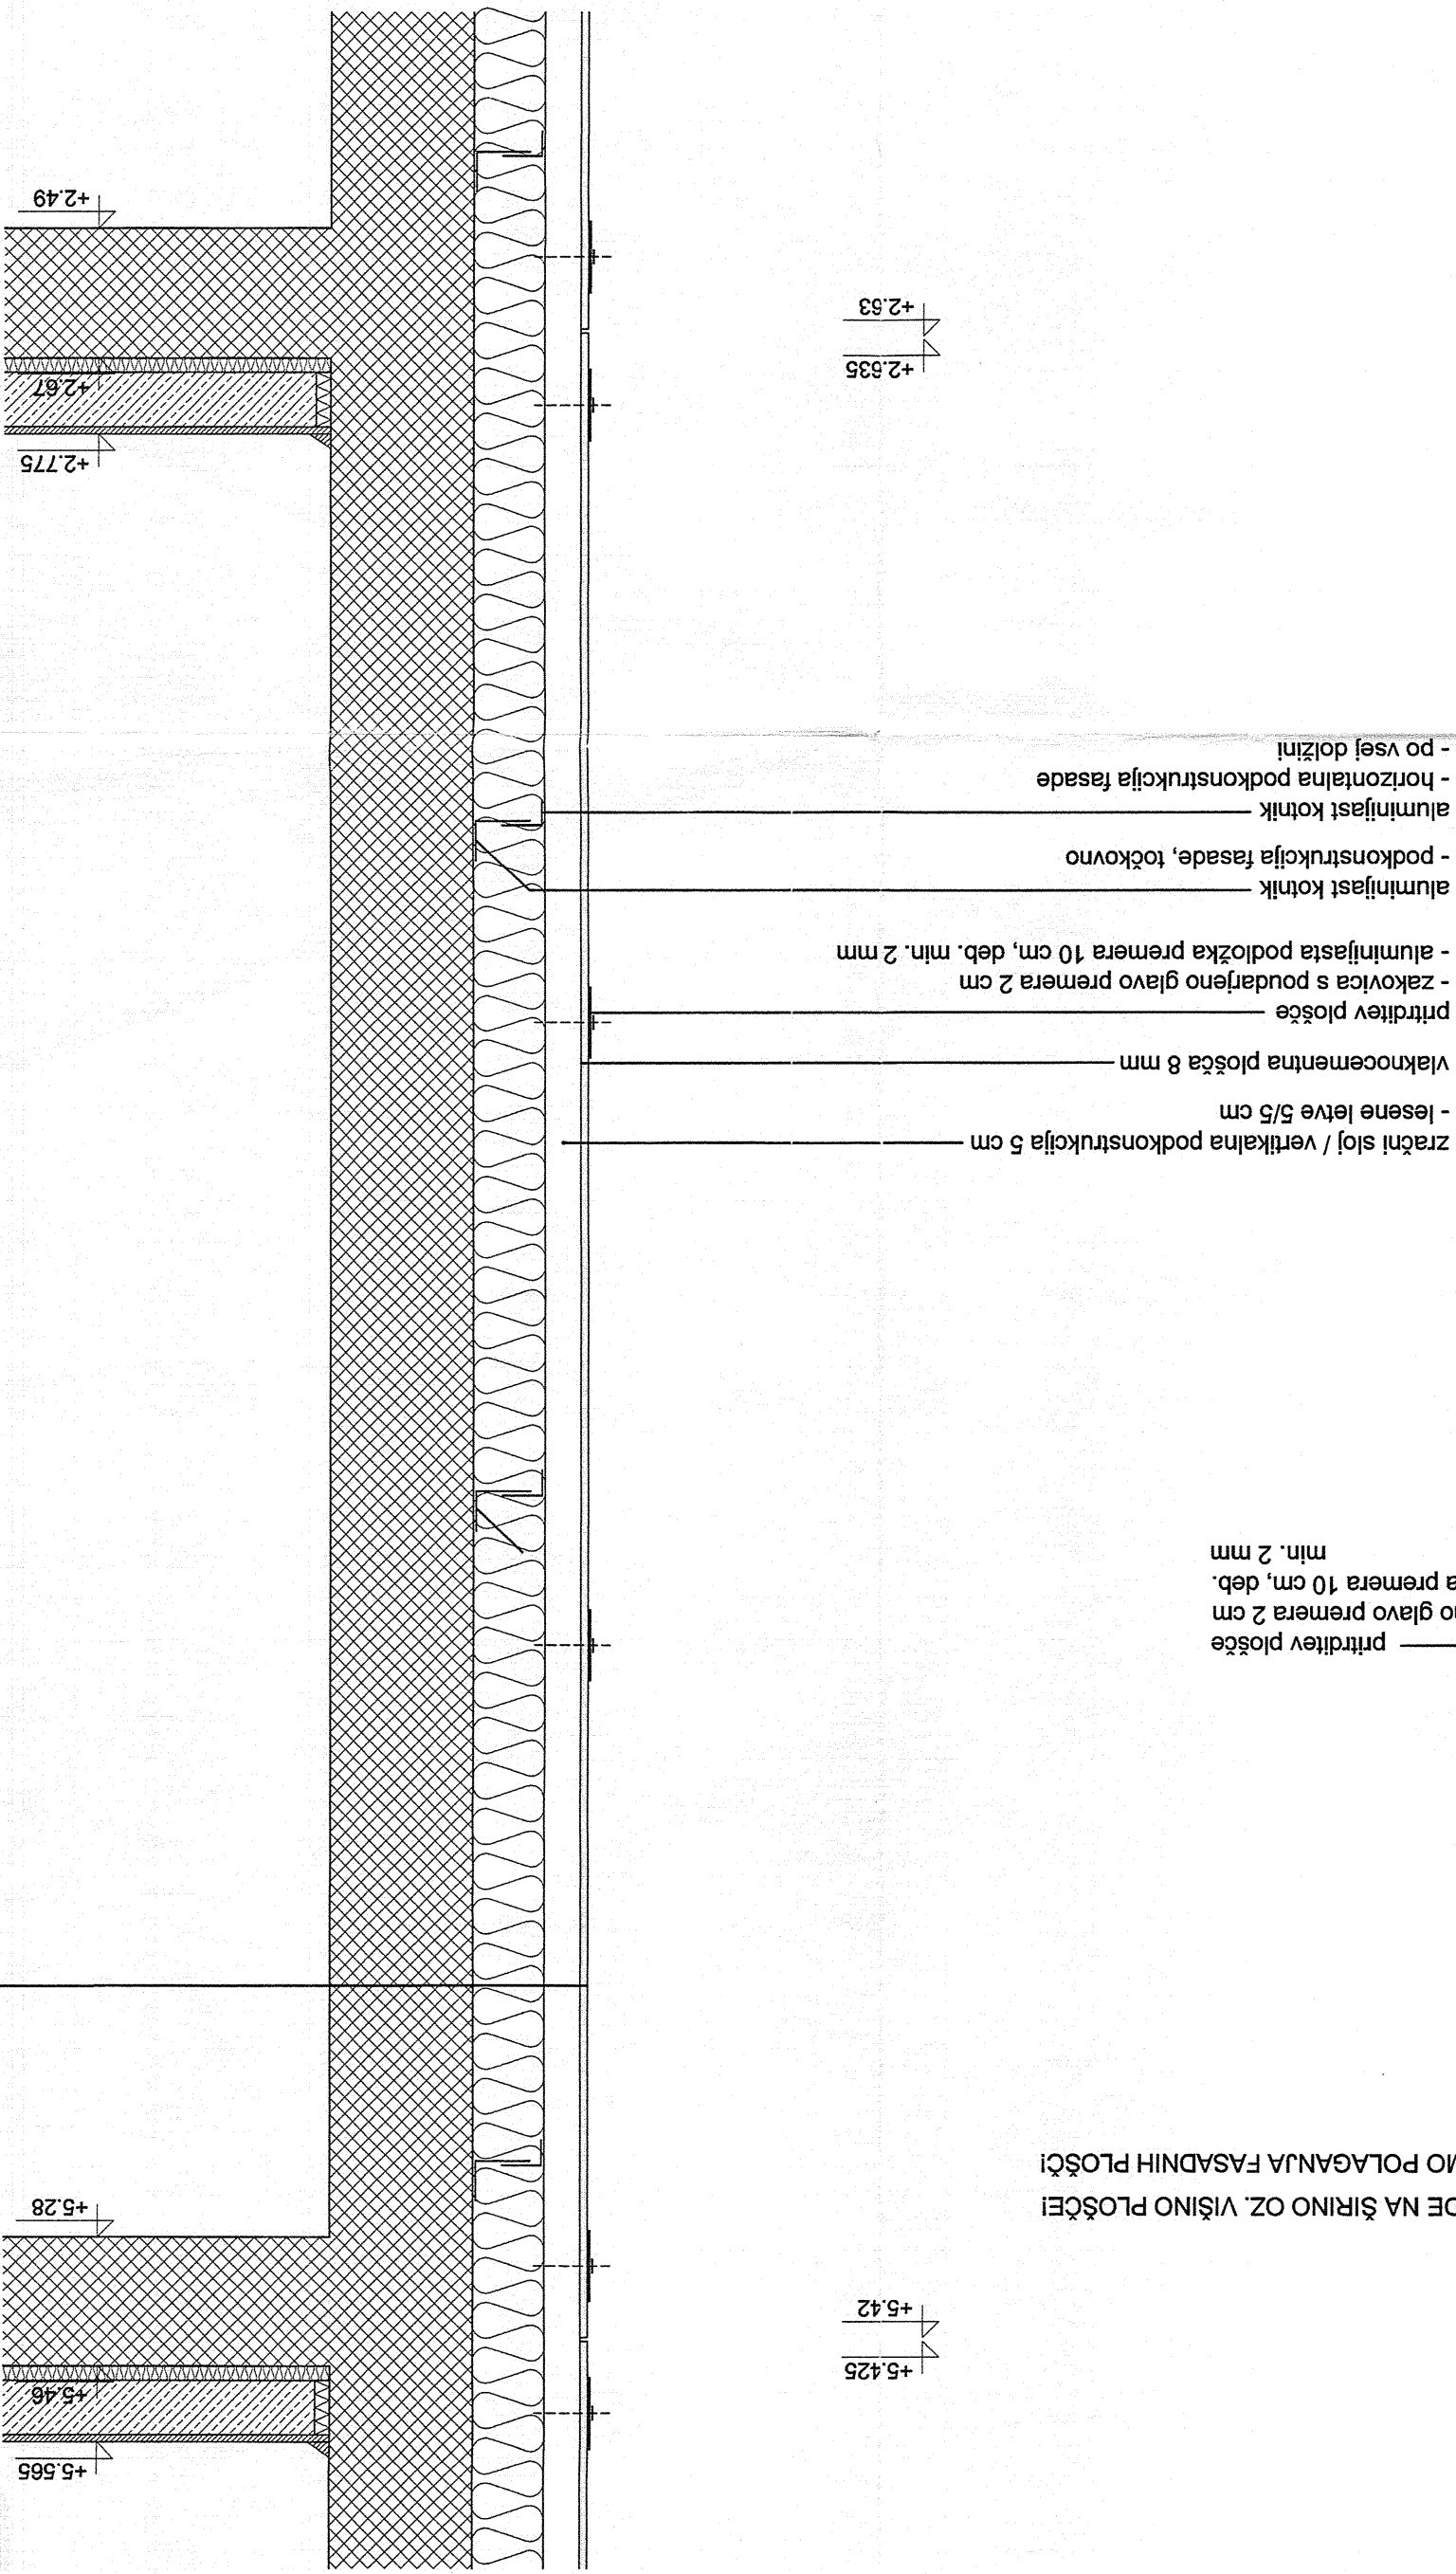 +5.565
+5.46
+5.425
+5.42
DE NA ŠIRINO OZ. VIŠINO PLOŠČE!
+5.28
MO POLAGANJA FASADNIH PLOŠČ!
pritrditev plošče
no glavo premera 2 cm
a premera 10 cm, deb.
min. 2 mm
zračni sloj / vertikalna podkonstrukcija 5 cm
- lesene letve 5/5 cm
vlaknocementna plošča 8 mm
pritrditev plošče
- zakovica s poudarjeno glavo premera 2 cm
- aluminijasta podložka premera 10 cm, deb. min. 2 mm
aluminijast kotnik
- podkonstrukcija fasade, točkovno
aluminijast kotnik
- horizontalna podkonstrukcija fasade
- po vsej dolžini
+2.775
+2.67
+2.635
+2.63
+2.49